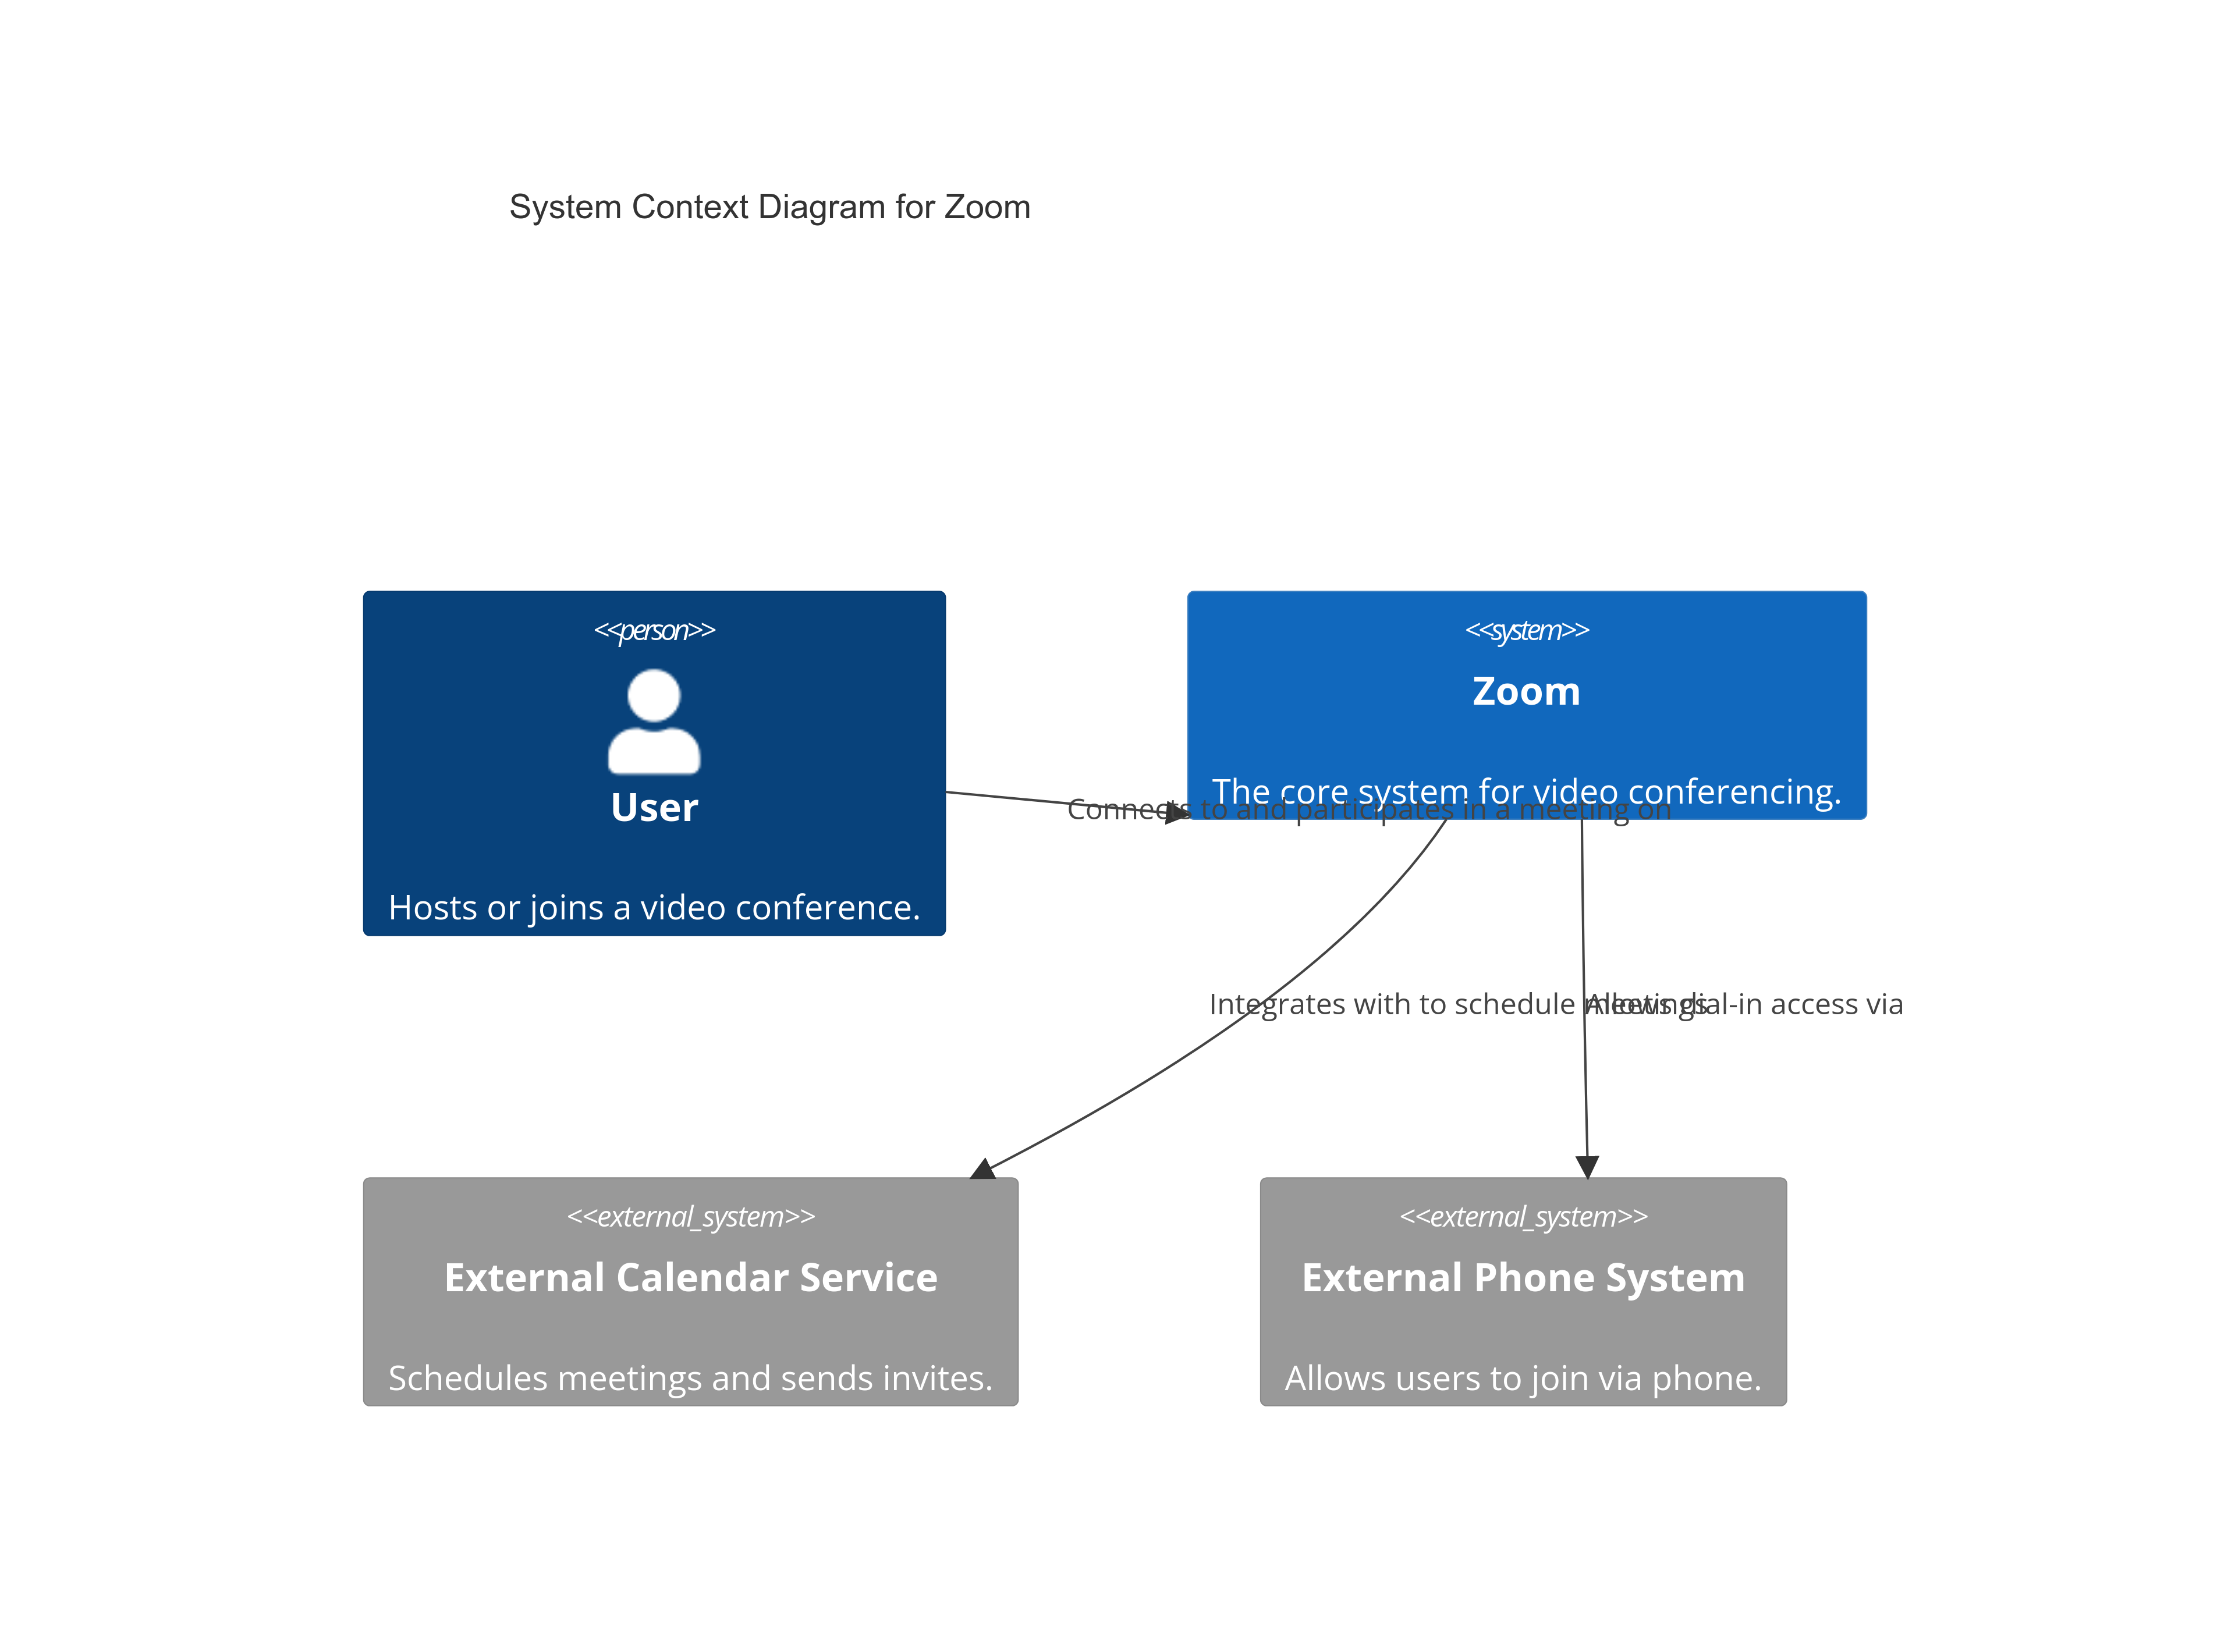 System Context Diagram for Zoom
<<person>>
User
Hosts or joins a video conference.
<<system>>
Zoom
The core system for video conferencing.
Connects to and participates in a meeting on
Integrates with to schedule meetings
Allows dial-in access via
<<external_system>>
External Calendar Service
Schedules meetings and sends invites.
<<external_system>>
External Phone System
Allows users to join via phone.